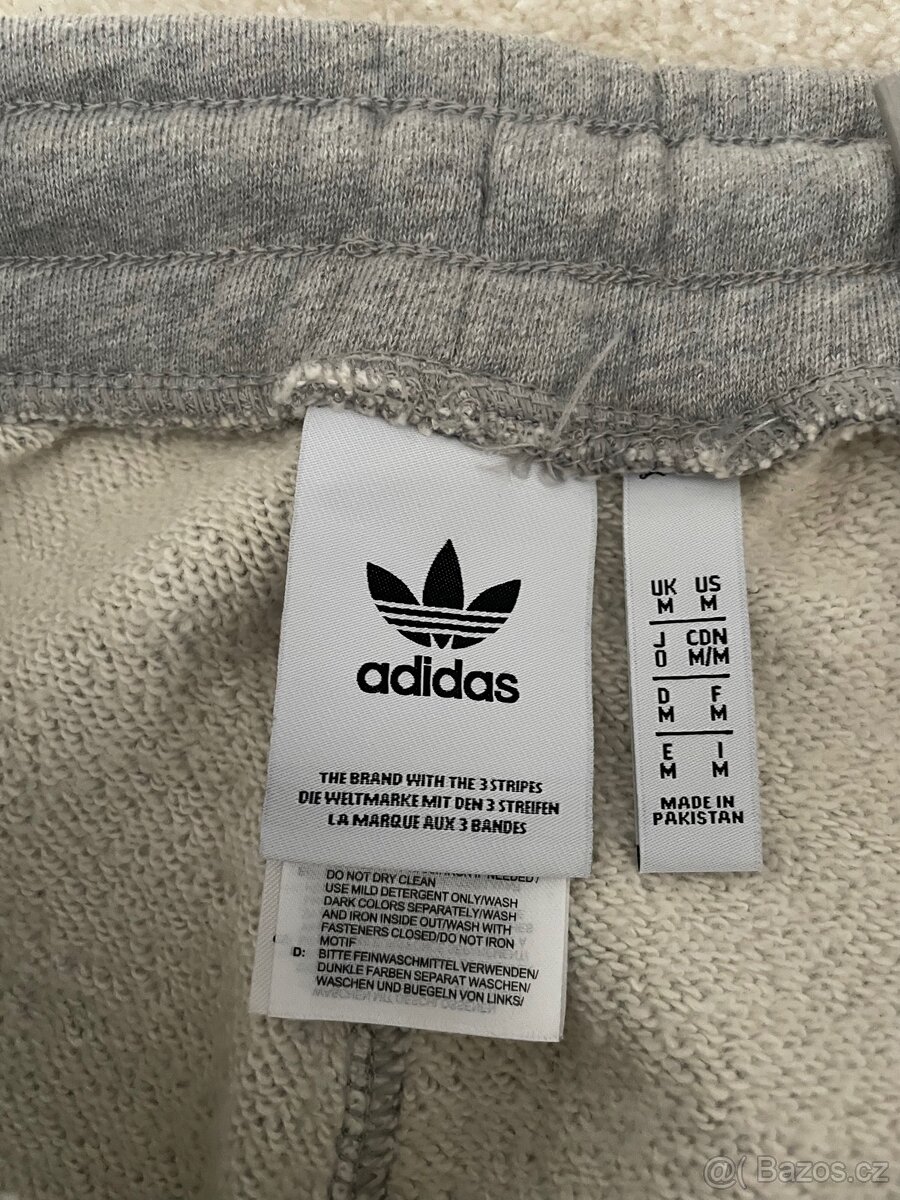 adidas
THE BRAND WITH THE 3 STRIPES
DIE WELTMARKE MIT DEN 3 STREIFEN
LA MARQUE AUX 3 BANDES
UK US
M M
J CDN
O M/M
D F
M M
E I
M M
MADE IN
PAKISTAN
IF NEEDED/
DO NOT DRY CLEAN
USE MILD DETERGENT ONLY/WASH
DARK COLORS SEPARATELY/WASH
AND IRON INSIDE OUT/WASH WITH
FASTENERS CLOSED/DO NOT IRON
MOTIF
D: BITTE FEINWASCHMITTEL VERWENDEN/
DUNKLE FARBEN SEPARAT WASCHEN/
WASCHEN UND BUEGELN VON LINKS/
@( Bazos.cz